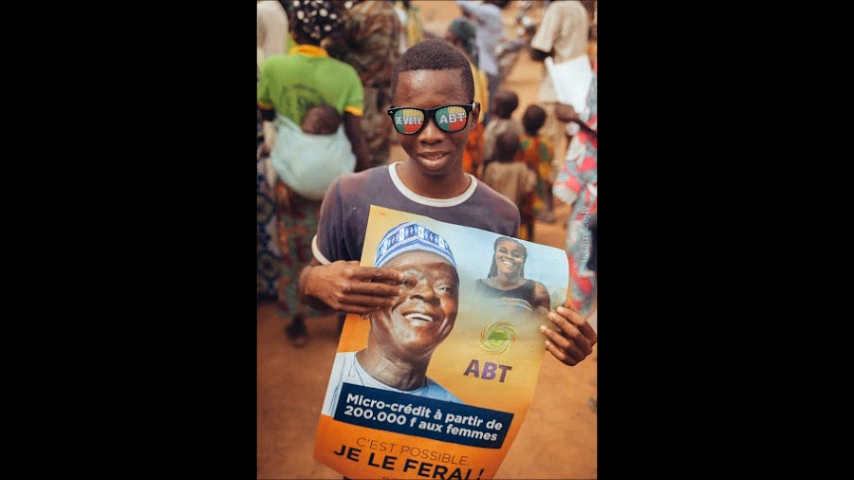 JE VOTE ABT
ABT
Micro-crédit à partir de
200.000 f aux femmes
C'EST POSSIBLE.
JE LE FERAI !